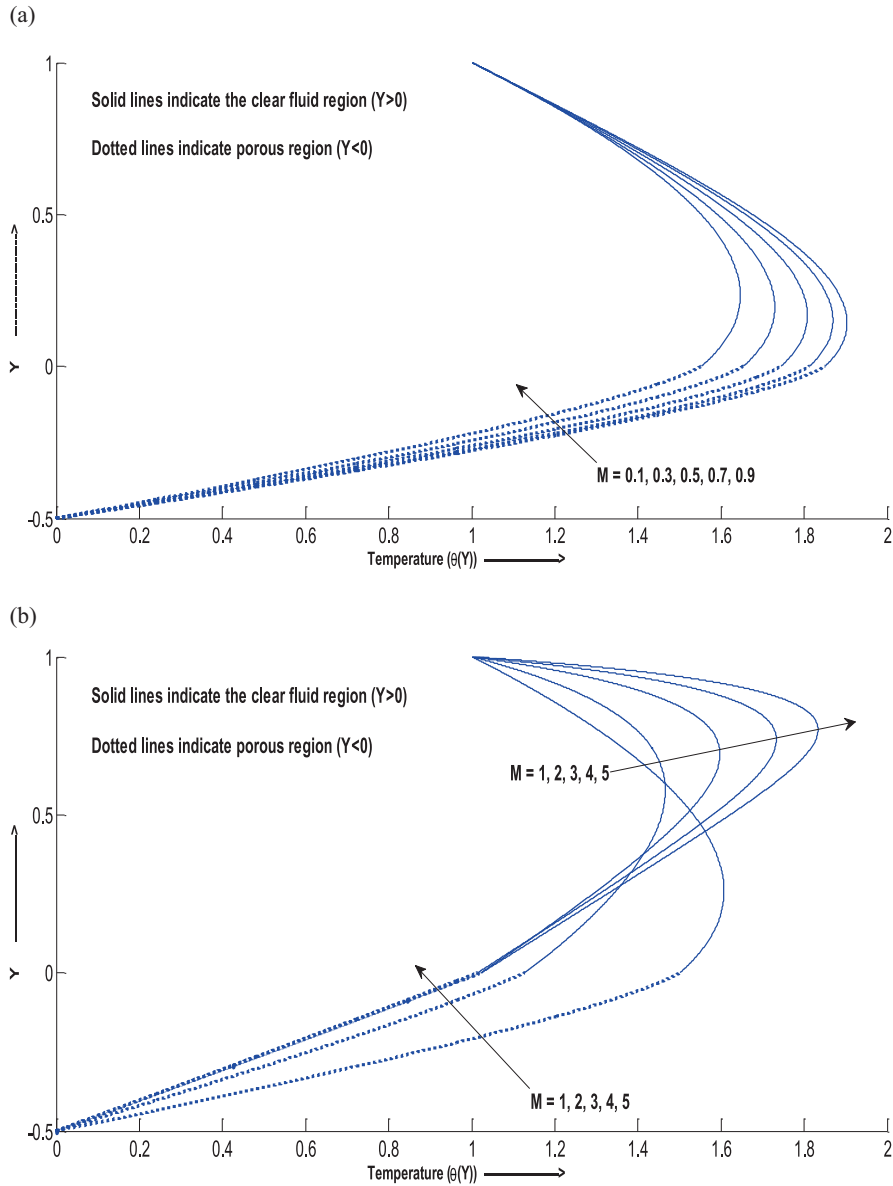 (a)
1
Solid lines indicate the clear fluid region (Y>0)
Dotted lines indicate porous region (Y<0)
0.5
Y
0
M = 0.1, 0.3, 0.5, 0.7, 0.9
-0.5
0 0.2 0.4 0.6 0.8 1 1.2 1.4 1.6 1.8 2
Temperature (θ(Y))
(b)
1
Solid lines indicate the clear fluid region (Y>0)
Dotted lines indicate porous region (Y<0)
M = 1, 2, 3, 4, 5
0.5
Y
0
M = 1, 2, 3, 4, 5
-0.5
0 0.2 0.4 0.6 0.8 1 1.2 1.4 1.6 1.8 2
Temperature (θ(Y))